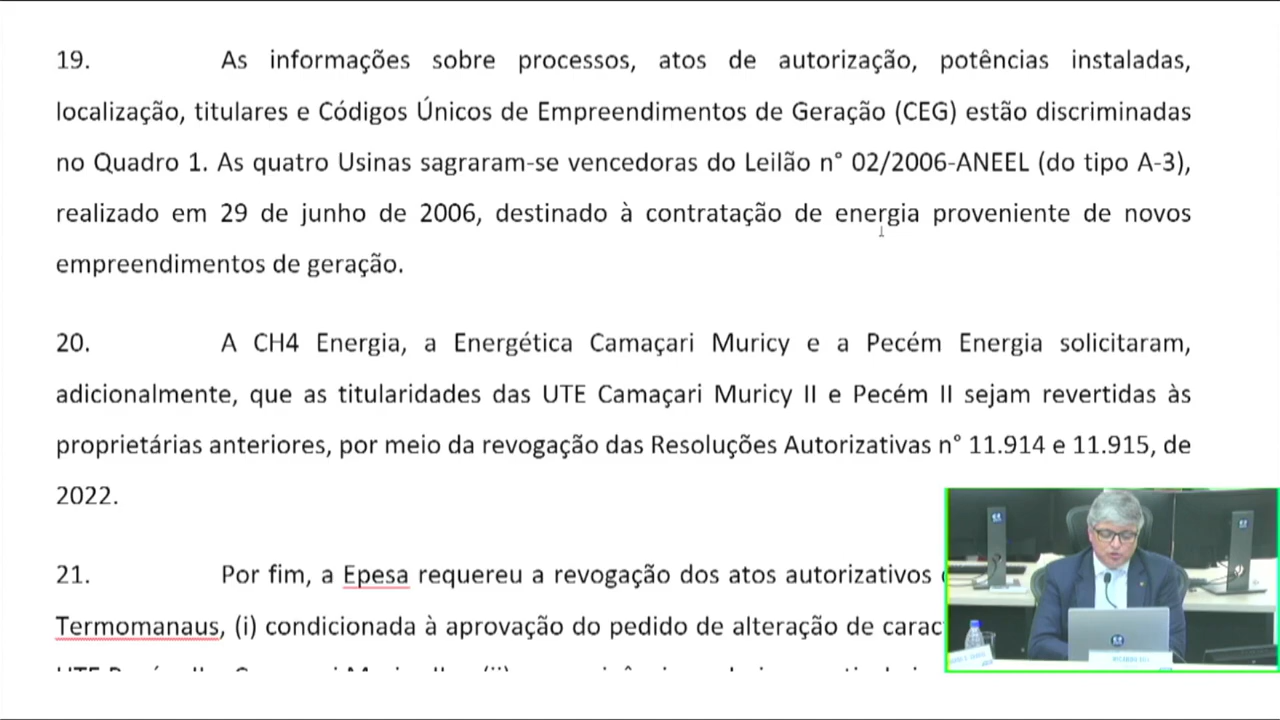 19. As informações sobre processos, atos de autorização, potências instaladas,
localização, titulares e Códigos Únicos de Empreendimentos de Geração (CEG) estão discriminadas
no Quadro 1. As quatro Usinas sagraram-se vencedoras do Leilão n° 02/2006-ANEEL (do tipo A-3),
realizado em 29 de junho de 2006, destinado à contratação de energia proveniente de novos
empreendimentos de geração.
20. A CH4 Energia, a Energética Camaçari Muricy e a Pecém Energia solicitaram,
adicionalmente, que as titularidades das UTE Camaçari Muricy II e Pecém II sejam revertidas às
proprietárias anteriores, por meio da revogação das Resoluções Autorizativas n° 11.914 e 11.915, de
2022.
21. Por fim, a Epesa requereu a revogação dos atos autorizativos
Termomanaus, (i) condicionada à aprovação do pedido de alteração de carac